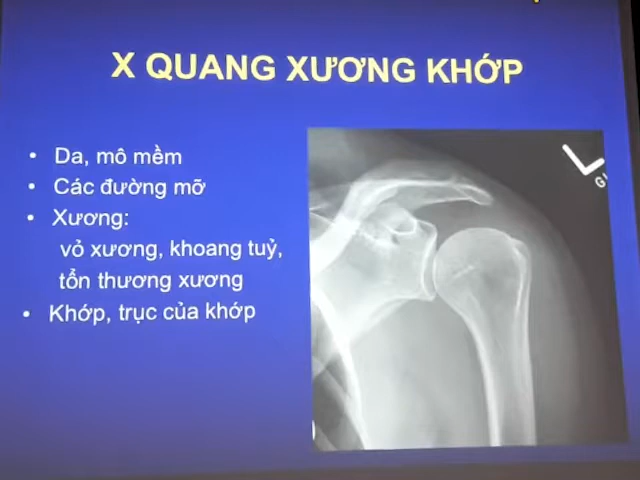 X QUANG XƯƠNG KHỚP
• Da, mô mềm
• Các đường mỡ
• Xương:
vỏ xương, khoang tuỷ,
tổn thương xương
• Khớp, trục của khớp